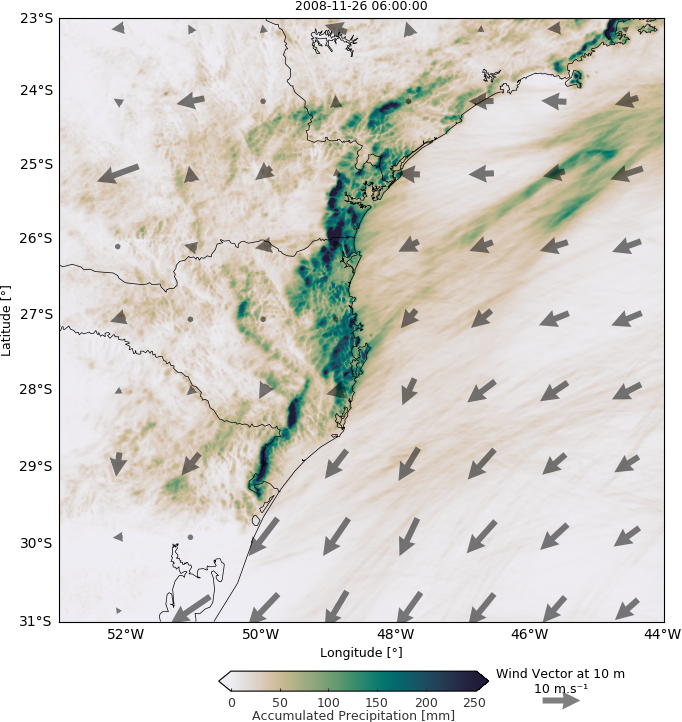 2008-11-26 06:00:00
23°S
24°S
25°S
26°S
27°S
28°S
29°S
30°S
31°S
Latitude [°]
52°W 50°W 48°W 46°W 44°W
Longitude [°]
0 50 100 150 200 250
Accumulated Precipitation [mm]
Wind Vector at 10 m
10 m.s⁻¹